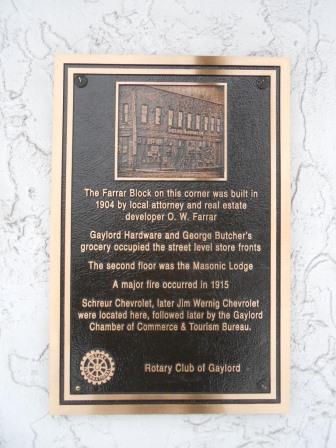 The Farrar Block on this corner was built in
1904 by local attorney and real estate
developer O. W. Farrar
Gaylord Hardware and George Butcher's
grocery occupied the street level store fronts
The second floor was the Masonic Lodge
A major fire occurred in 1915
Schreur Chevrolet, later Jim Wernig Chevrolet
were located here, followed later by the Gaylord
Chamber of Commerce & Tourism Bureau.
Rotary Club of Gaylord